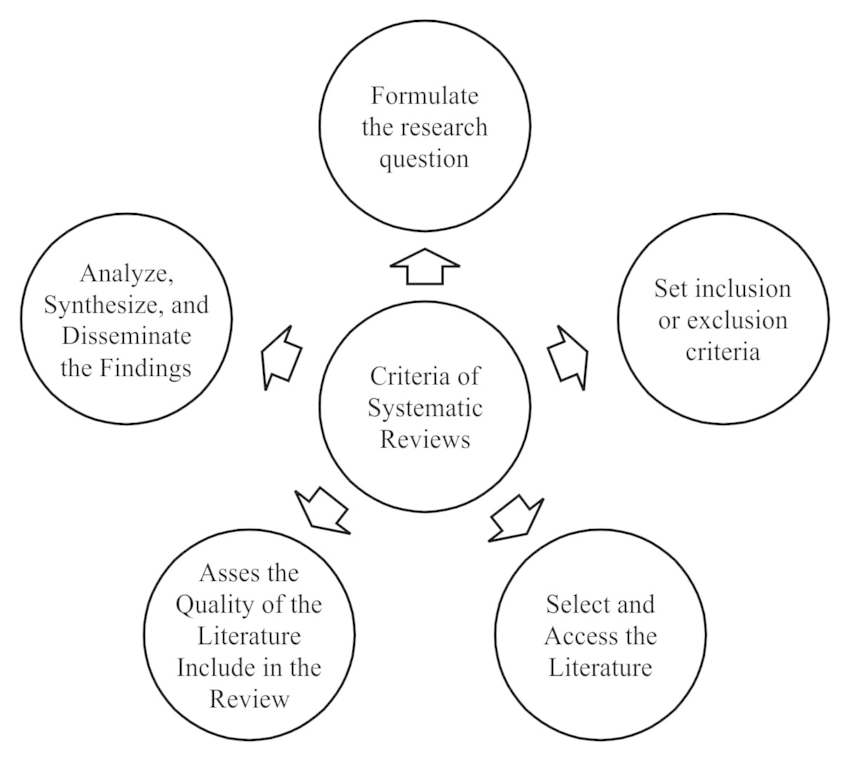 Formulate
the research
question
Set inclusion
or exclusion
criteria
Select and
Access the
Literature
Asses the
Quality of the
Literature
Include in the
Review
Analyze,
Synthesize, and
Disseminate
the Findings
Criteria of
Systematic
Reviews